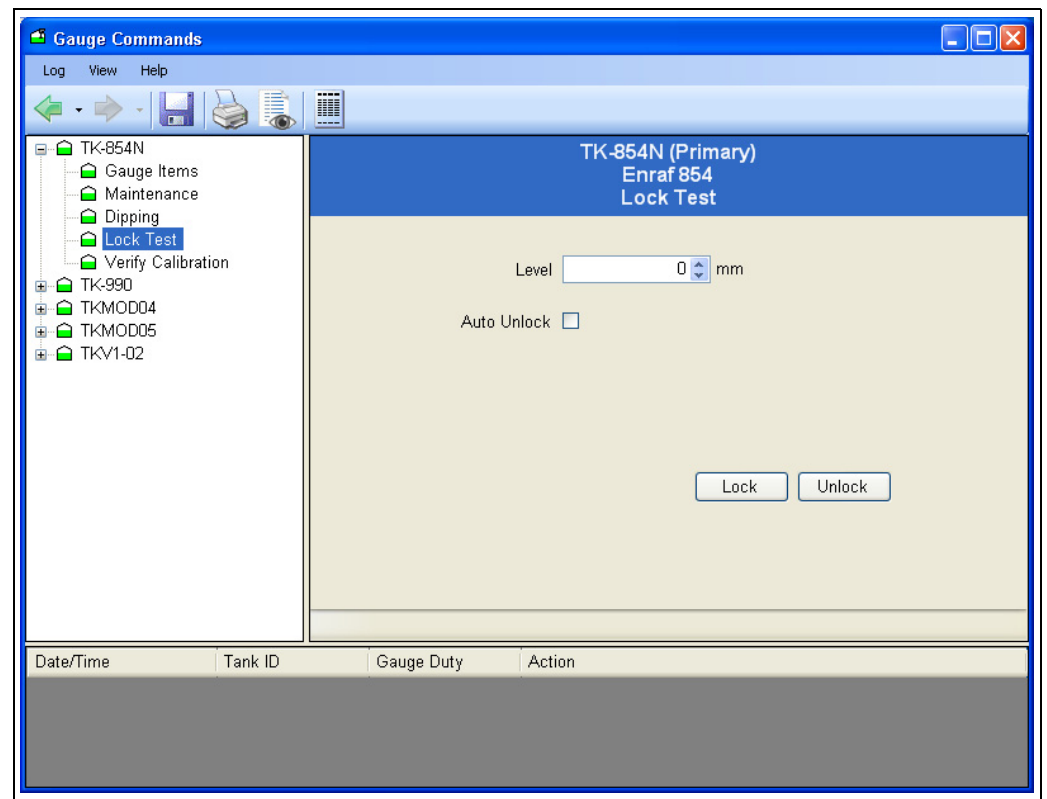 Gauge Commands
Log View Help
TK-854N
Gauge Items
Maintenance
Dipping
Lock Test
Verify Calibration
TK-990
TKMOD04
TKMOD05
TKV1-02
TK-854N (Primary)
Enraf 854
Lock Test
Level 0 mm
Auto Unlock
Lock Unlock
Date/Time Tank ID Gauge Duty Action